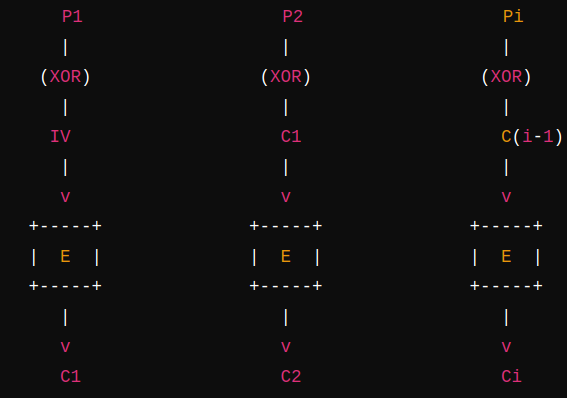 P1 P2 Pi
| | |
(XOR) (XOR) (XOR)
| | |
IV C1 C(i-1)
| | |
v v v
+-----+ +-----+ +-----+
| E | | E | | E |
+-----+ +-----+ +-----+
| | |
v v v
C1 C2 Ci